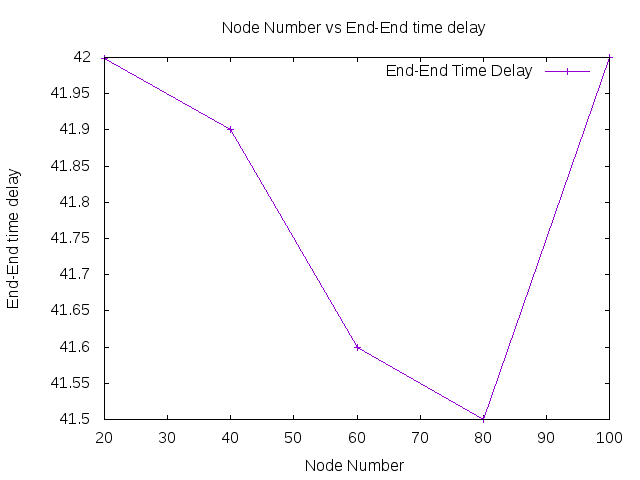 Node Number vs End-End time delay
End-End Time Delay
42
41.95
41.9
41.85
41.8
41.75
41.7
41.65
41.6
41.55
41.5
End-End time delay
20 30 40 50 60 70 80 90 100
Node Number